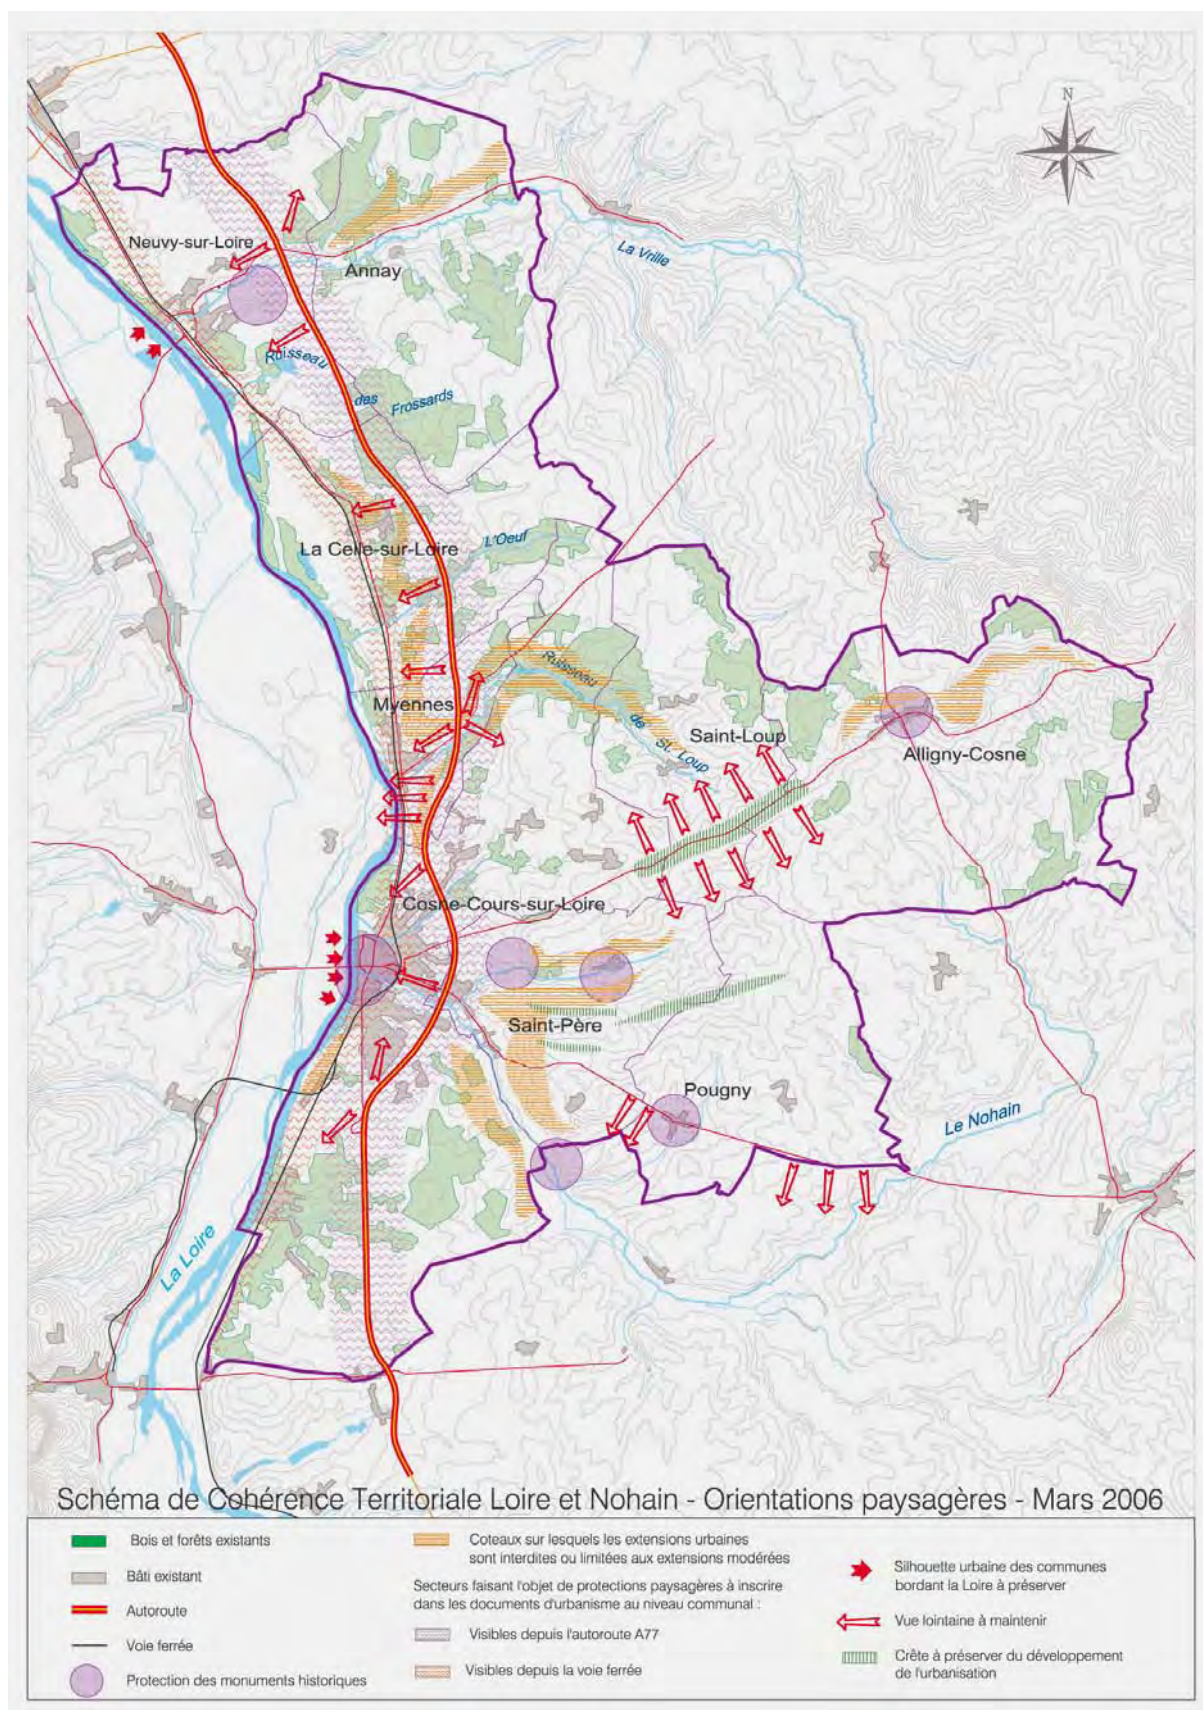 N
Neuvy-sur-Loire
Annay
La Vrille
Ruisseau
des Frossards
La Celle-sur-Loire
L'Oeuf
Ruisseau
de St. Loup
Myennes
Saint-Loup
Alligny-Cosne
Cosne-Cours-sur-Loire
Saint-Père
Pougny
Le Nohain
La Loire
Schéma de Cohérence Territoriale Loire et Nohain - Orientations paysagères - Mars 2006
Bois et forêts existants
Bâti existant
Autoroute
Voie ferrée
Protection des monuments historiques
Coteaux sur lesquels les extensions urbaines
sont interdites ou limitées aux extensions modérées
Secteurs faisant l'objet de protections paysagères à inscrire
dans les documents d'urbanisme au niveau communal :
Visibles depuis l'autoroute A77
Visibles depuis la voie ferrée
Silhouette urbaine des communes
bordant la Loire à préserver
Vue lointaine à maintenir
Crête à préserver du développement
de l'urbanisation